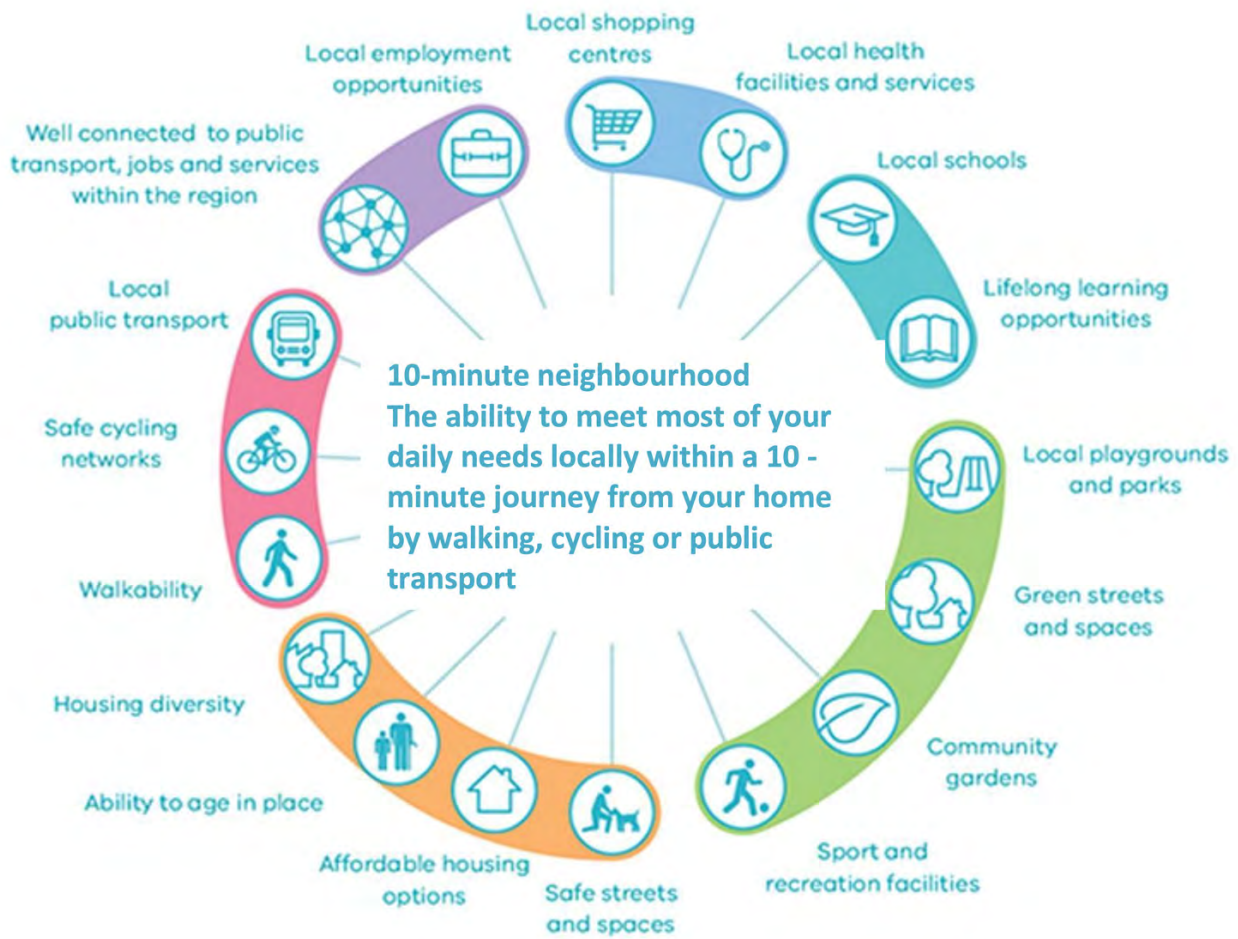 Local shopping
centres
Local health
facilities and services
Local schools
Lifelong learning
opportunities
Local playgrounds
and parks
Green streets
and spaces
Community
gardens
Sport and
recreation facilities
Safe streets
and spaces
Affordable housing
options
Ability to age in place
Housing diversity
Walkability
Safe cycling
networks
Local
public transport
Well connected to public
transport, jobs and services
within the region
Local employment
opportunities
10-minute neighbourhood
The ability to meet most of your
daily needs locally within a 10 -
minute journey from your home
by walking, cycling or public
transport